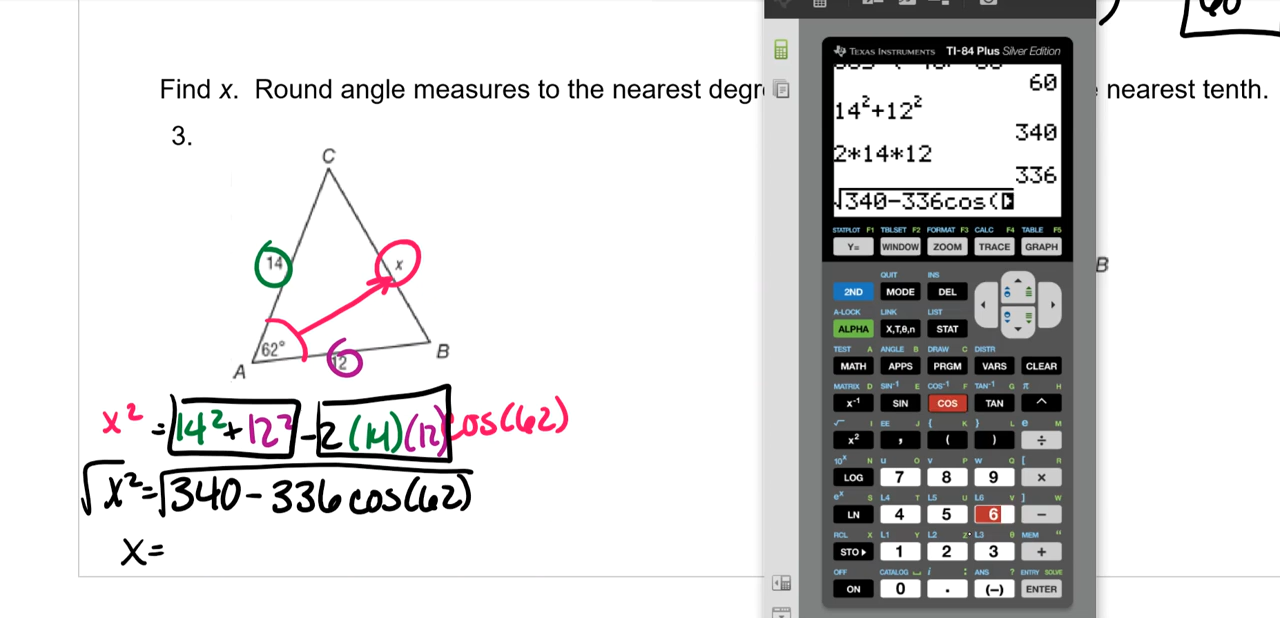 Find x. Round angle measures to the nearest degr
nearest tenth.
3.
C
14
x
62°
12
A
B
B
x² = 14² + 12² - 2(14)(12) cos(62)
√x² = √340 - 336 cos(62)
x =
TEXAS INSTRUMENTS TI-84 Plus Silver Edition
60
14²+12²
340
2*14*12
336
√340-336cos(
STATPLOT F1 TBLSET F2 FORMAT F3 CALC F4 TABLE F5
Y= WINDOW ZOOM TRACE GRAPH
QUIT INS
2ND MODE DEL
A-LOCK LINK LIST
ALPHA X,T,θ,n STAT
TEST A ANGLE B DRAW C DISTR
MATH APPS PRGM VARS CLEAR
MATRIX D SIN⁻¹ E COS⁻¹ F TAN⁻¹ G π H
x⁻¹ SIN COS TAN ^
√ I EE J { K } L e M
x² , ( ) ÷
10ˣ N u O v P w Q [ R
LOG 7 8 9 ×
eˣ S L4 T L5 U L6 V ] W
LN 4 5 6 −
RCL X L1 Y L2 Z L3 θ MEM "
STO▸ 1 2 3 +
OFF CATALOG i : ANS ? ENTRY SOLVE
ON 0 . (−) ENTER